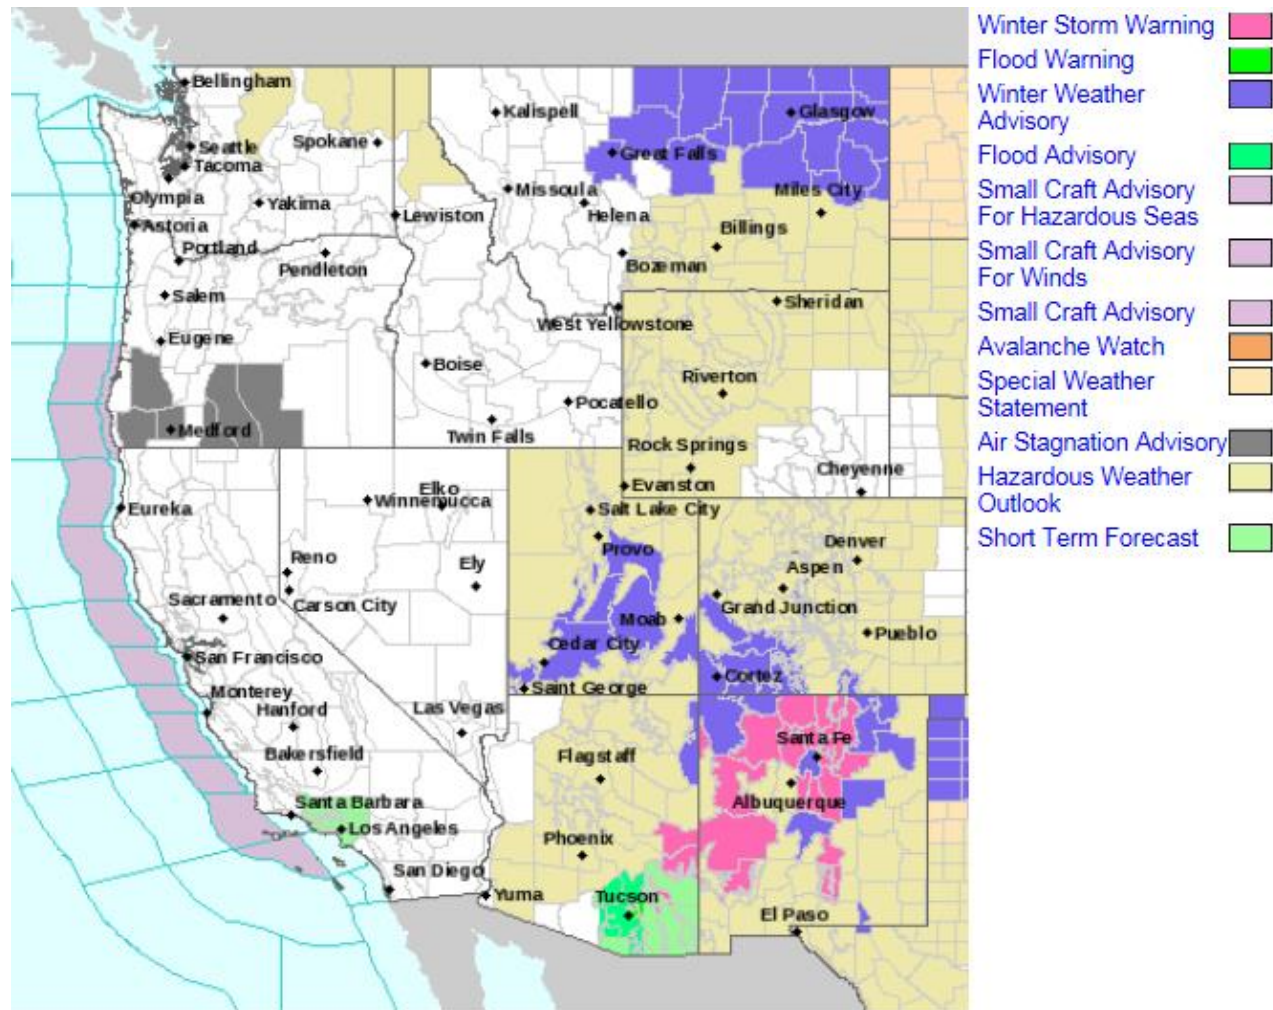 Winter Storm Warning
Flood Warning
Winter Weather
Advisory
Flood Advisory
Small Craft Advisory
For Hazardous Seas
Small Craft Advisory
For Winds
Small Craft Advisory
Avalanche Watch
Special Weather
Statement
Air Stagnation Advisory
Hazardous Weather
Outlook
Short Term Forecast
Bellingham
Kalispell
Glasgow
Spokane
Seattle
Great Falls
Tacoma
Olympia
Missoula
Miles City
Yakima
Lewiston
Helena
Astoria
Billings
Portland
Pendleton
Bozeman
Salem
Sheridan
West Yellowstone
Eugene
Boise
Riverton
Pocatello
Medford
Twin Falls
Rock Springs
Cheyenne
Elko
Evanston
Winnemucca
Eureka
Salt Lake City
Provo
Denver
Reno
Ely
Aspen
Sacramento
Carson City
Grand Junction
Moab
Pueblo
Cedar City
San Francisco
Cortez
Saint George
Monterey
Hanford
Las Vegas
Santa Fe
Bakersfield
Flagstaff
Santa Barbara
Albuquerque
Los Angeles
Phoenix
San Diego
Yuma
Tucson
El Paso